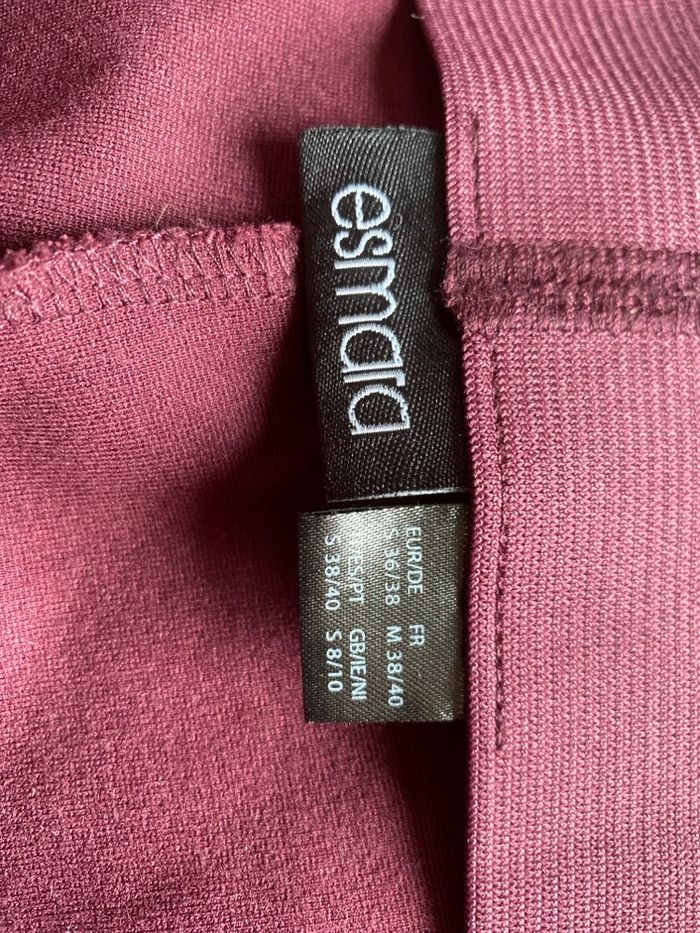 esmara
EUR/DE FR
S 36/38 M 38/40
ES/PT GB/IE/NI
S 38/40 S 8/10